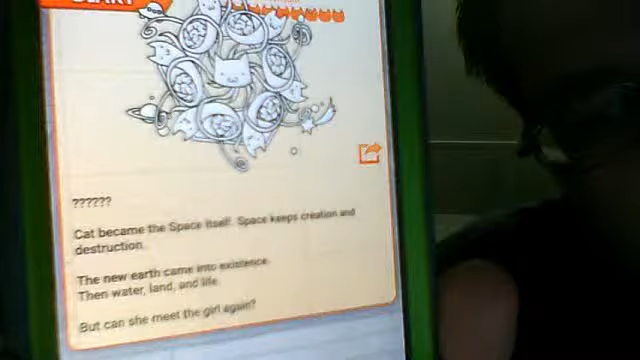 DIARY
??????
Cat became the Space itself. Space keeps creation and
destruction.
The new earth came into existence.
Then water, land, and life.
But can she meet the girl again?